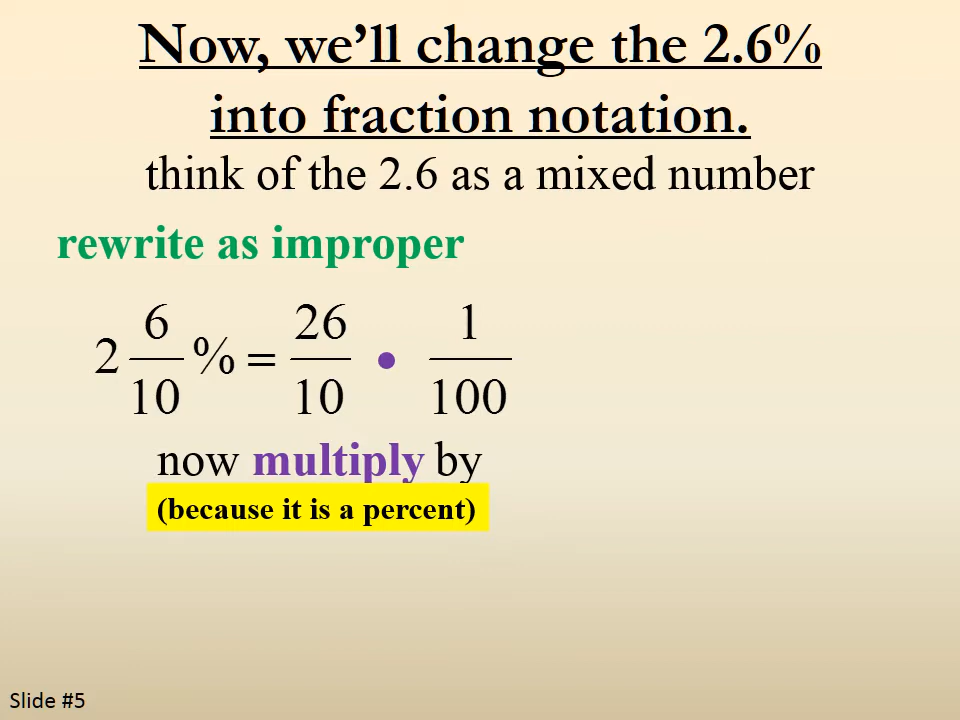 Now, we'll change the 2.6%
into fraction notation.
think of the 2.6 as a mixed number
rewrite as improper
2 6/10 % = 26/10 • 1/100
now multiply by
(because it is a percent)
Slide #5